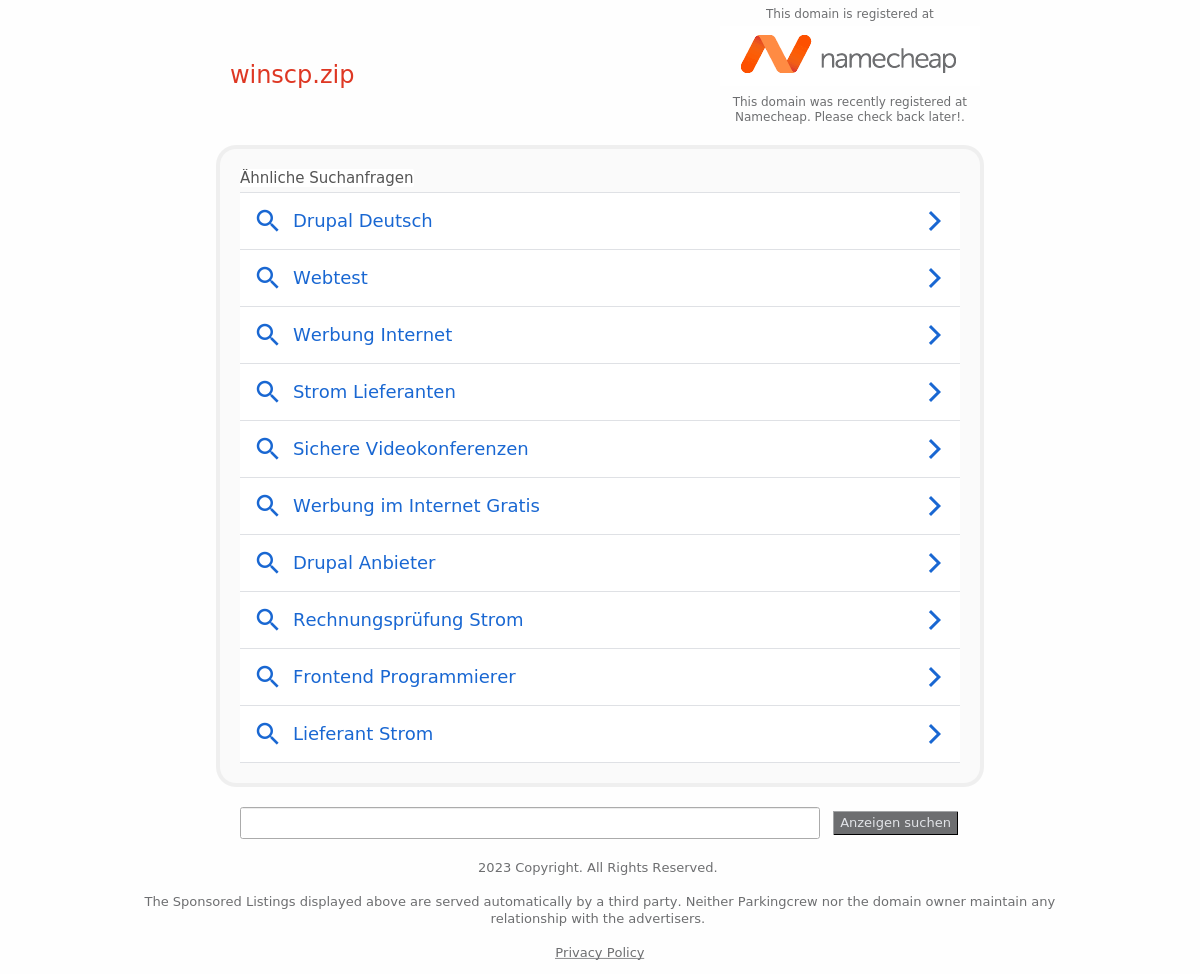 This domain is registered at
namecheap
winscp.zip
This domain was recently registered at
Namecheap. Please check back later!.
Ähnliche Suchanfragen
Drupal Deutsch
Webtest
Werbung Internet
Strom Lieferanten
Sichere Videokonferenzen
Werbung im Internet Gratis
Drupal Anbieter
Rechnungsprüfung Strom
Frontend Programmierer
Lieferant Strom
Anzeigen suchen
2023 Copyright. All Rights Reserved.
The Sponsored Listings displayed above are served automatically by a third party. Neither Parkingcrew nor the domain owner maintain any
relationship with the advertisers.
Privacy Policy